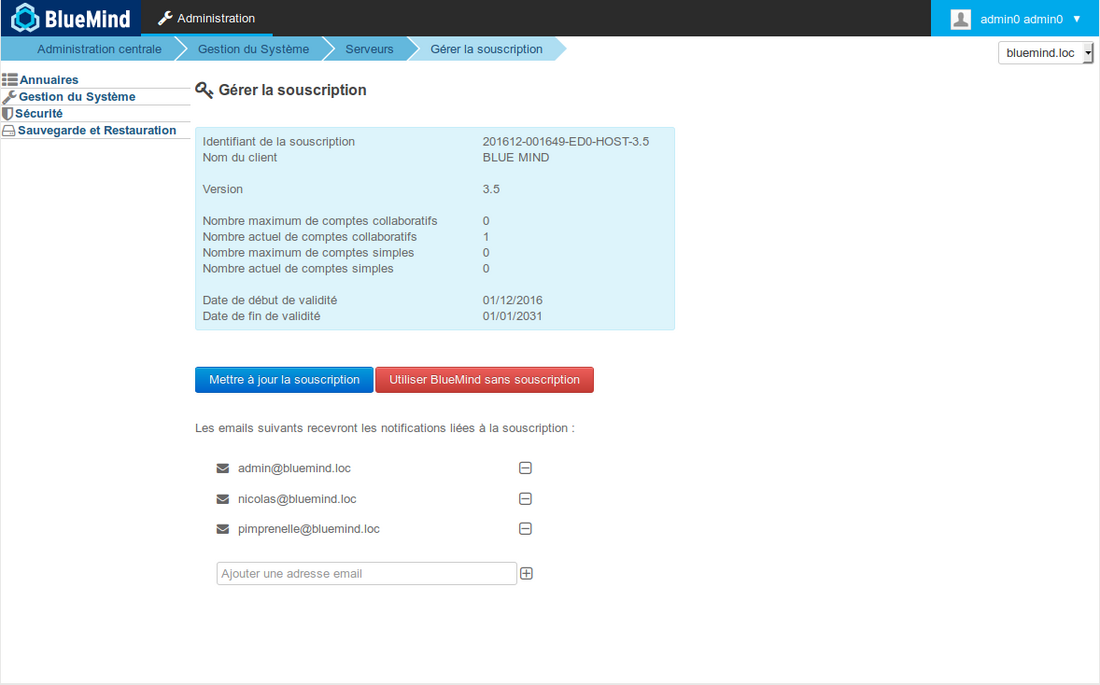 BlueMind
Administration
admin0 admin0 ▼
Administration centrale
Gestion du Système
Serveurs
Gérer la souscription
bluemind.loc
Annuaires
Gestion du Système
Sécurité
Sauvegarde et Restauration
Gérer la souscription
Identifiant de la souscription 201612-001649-ED0-HOST-3.5
Nom du client BLUE MIND
Version 3.5
Nombre maximum de comptes collaboratifs 0
Nombre actuel de comptes collaboratifs 1
Nombre maximum de comptes simples 0
Nombre actuel de comptes simples 0
Date de début de validité 01/12/2016
Date de fin de validité 01/01/2031
Mettre à jour la souscription
Utiliser BlueMind sans souscription
Les emails suivants recevront les notifications liées à la souscription :
admin@bluemind.loc
nicolas@bluemind.loc
pimprenelle@bluemind.loc
Ajouter une adresse email